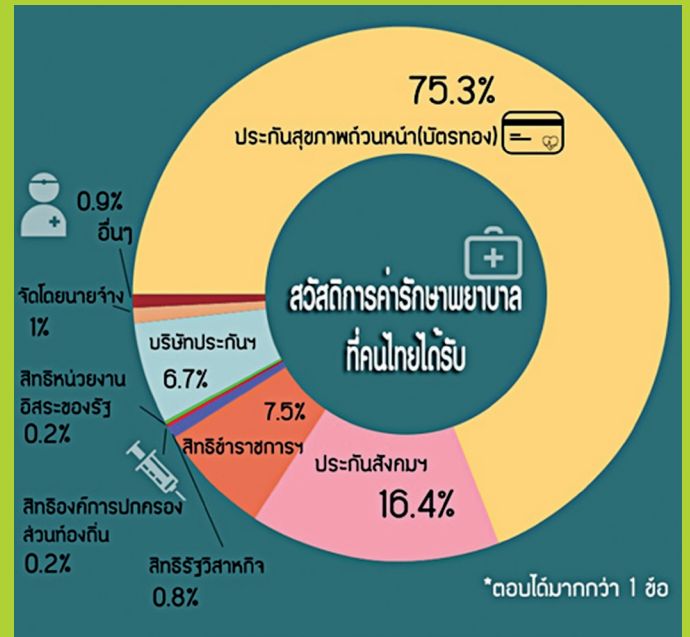 75.3%
ประกันสุขภาพถ้วนหน้า(บัตรทอง)
0.9%
อื่นๆ
จัดโดยนายจ้าง
1%
บริษัทประกันฯ
6.7%
สิทธิหน่วยงาน
อิสระของรัฐ
0.2%
สิทธิองค์การปกครอง
ส่วนท้องถิ่น
0.2%
สิทธิรัฐวิสาหกิจ
0.8%
7.5%
สิทธิข้าราชการฯ
ประกันสังคมฯ
16.4%
สวัสดิการค่ารักษาพยาบาล
ที่คนไทยได้รับ
*ตอบได้มากกว่า 1 ข้อ